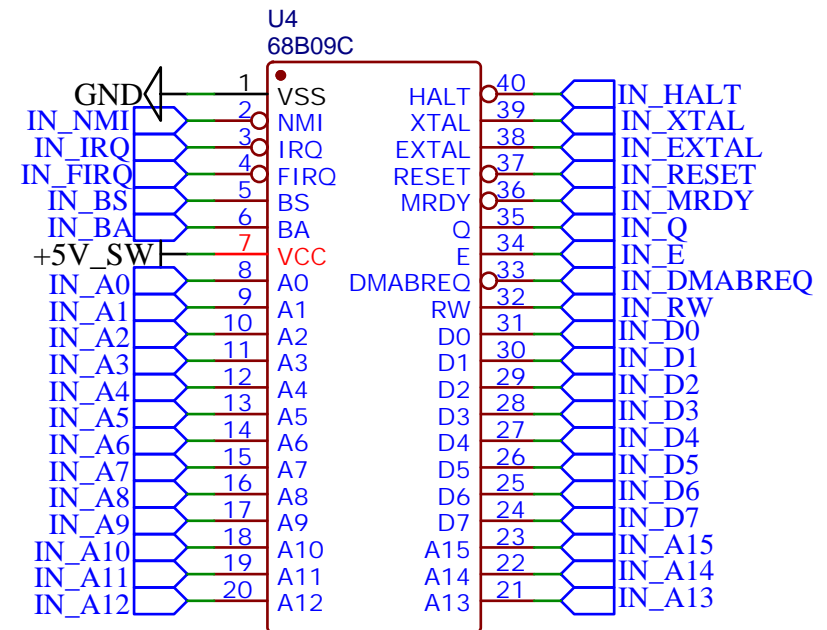 U4
68B09C
GND 1 VSS HALT 40 IN_HALT
IN_NMI 2 NMI XTAL 39 IN_XTAL
IN_IRQ 3 IRQ EXTAL 38 IN_EXTAL
IN_FIRQ 4 FIRQ RESET 37 IN_RESET
IN_BS 5 BS MRDY 36 IN_MRDY
IN_BA 6 BA Q 35 IN_Q
+5V_SW 7 VCC E 34 IN_E
IN_A0 8 A0 DMABREQ 33 IN_DMABREQ
IN_A1 9 A1 RW 32 IN_RW
IN_A2 10 A2 D0 31 IN_D0
IN_A3 11 A3 D1 30 IN_D1
IN_A4 12 A4 D2 29 IN_D2
IN_A5 13 A5 D3 28 IN_D3
IN_A6 14 A6 D4 27 IN_D4
IN_A7 15 A7 D5 26 IN_D5
IN_A8 16 A8 D6 25 IN_D6
IN_A9 17 A9 D7 24 IN_D7
IN_A10 18 A10 A15 23 IN_A15
IN_A11 19 A11 A14 22 IN_A14
IN_A12 20 A12 A13 21 IN_A13